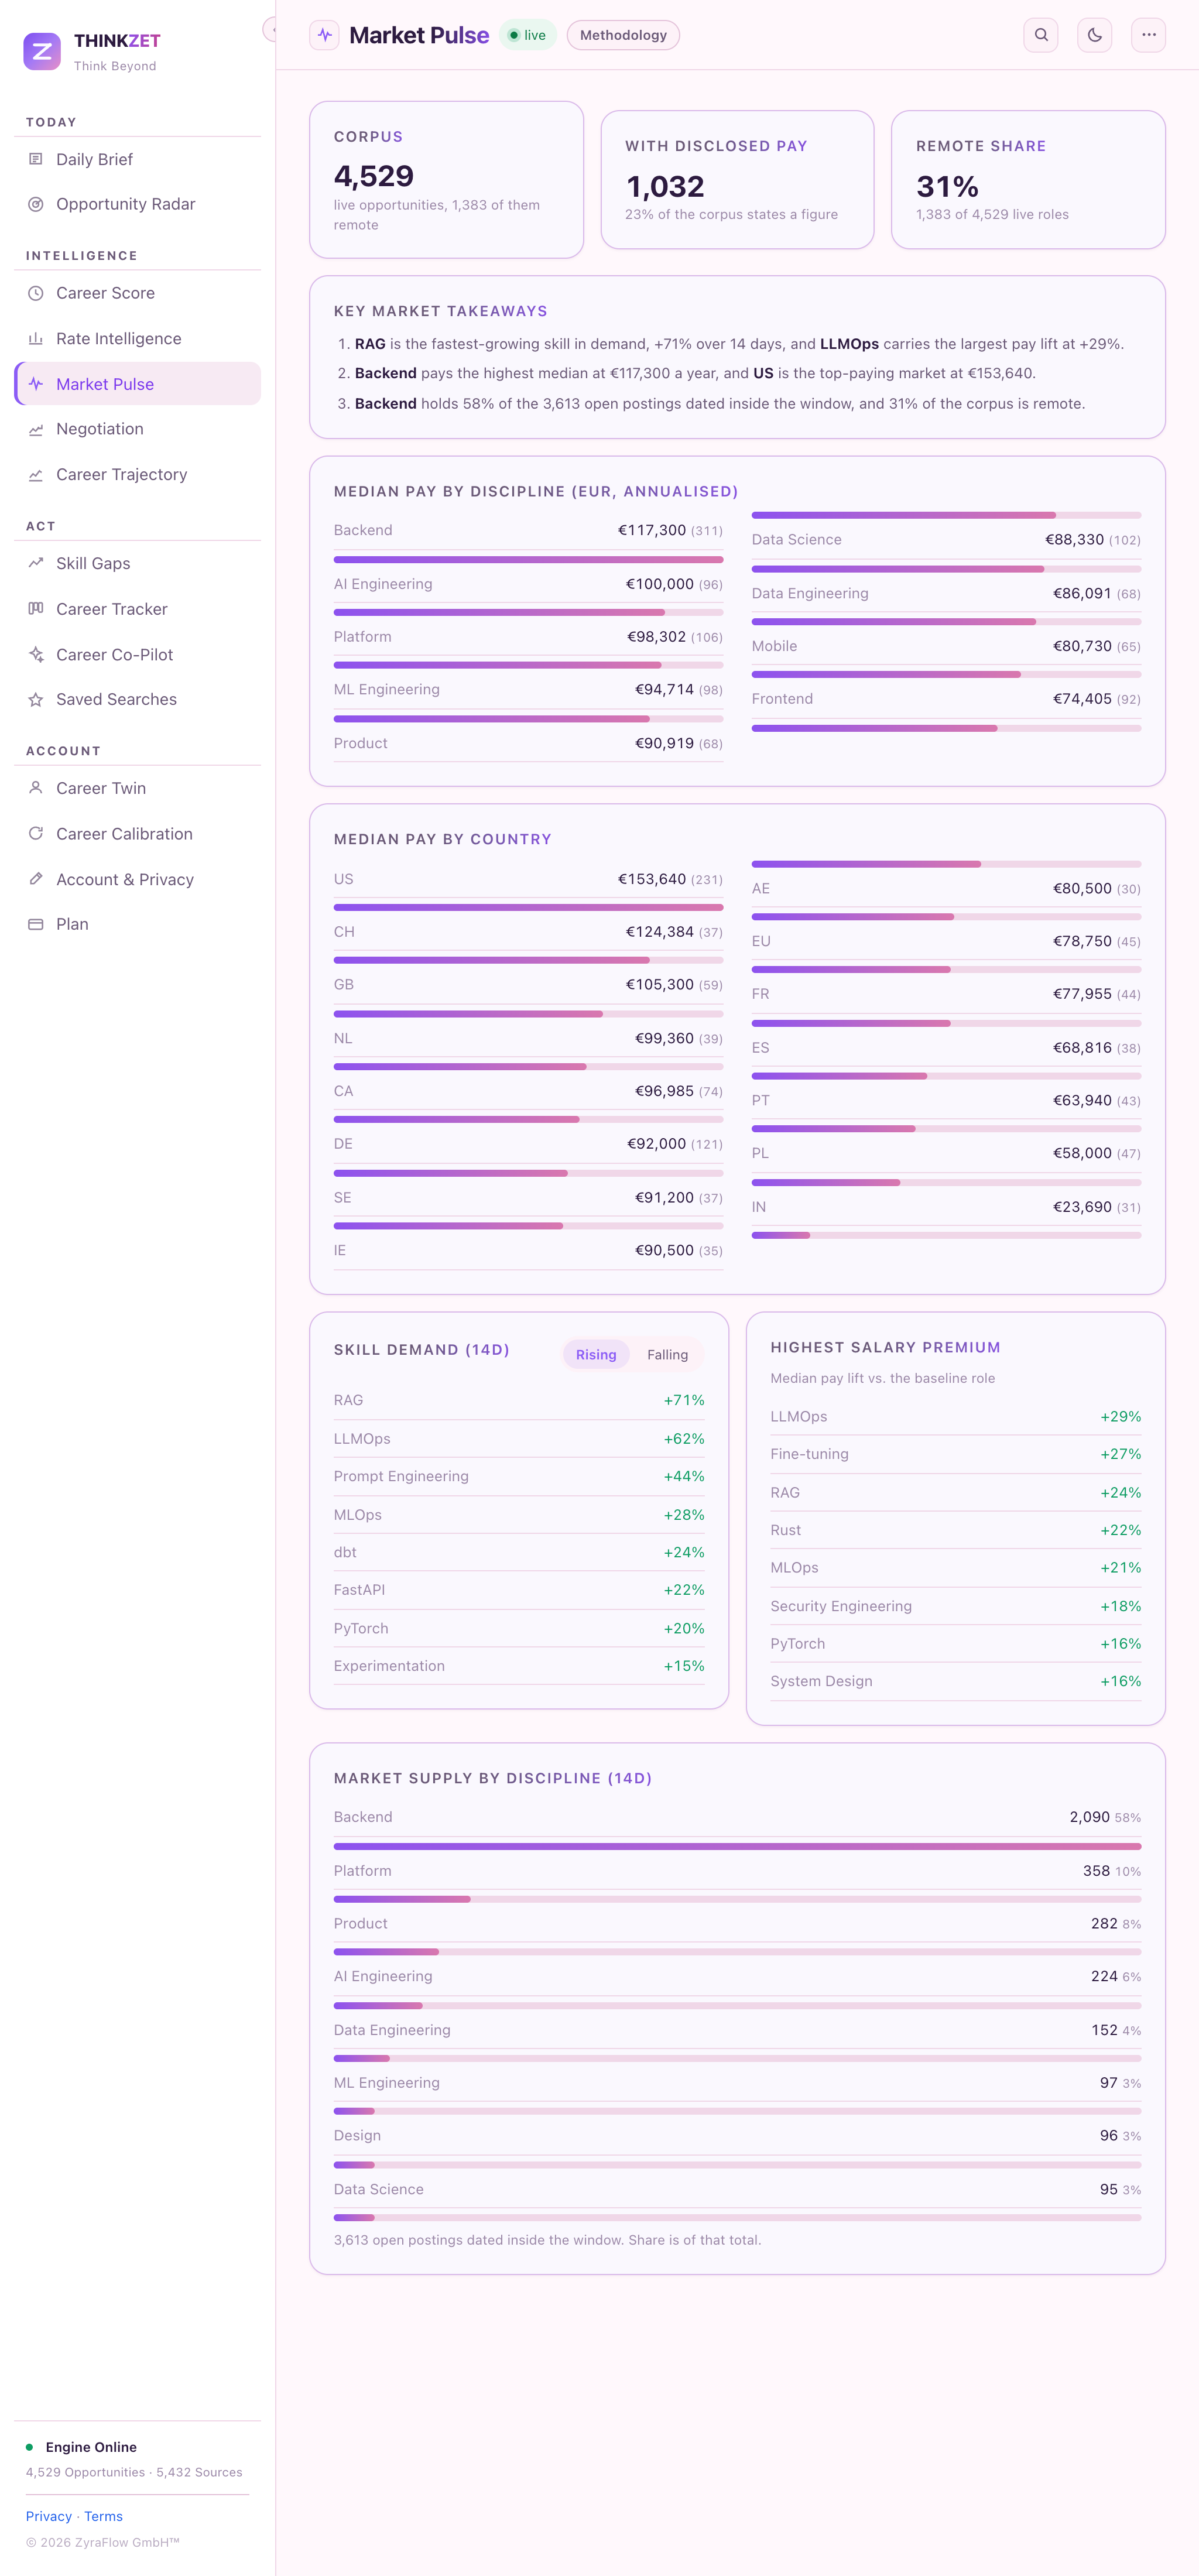 THINKZET
Think Beyond
TODAY
Daily Brief
Opportunity Radar
INTELLIGENCE
Career Score
Rate Intelligence
Market Pulse
Negotiation
Career Trajectory
ACT
Skill Gaps
Career Tracker
Career Co-Pilot
Saved Searches
ACCOUNT
Career Twin
Career Calibration
Account & Privacy
Plan
Engine Online
4,529 Opportunities · 5,432 Sources
Privacy · Terms
© 2026 ZyraFlow GmbH™
Market Pulse live Methodology
CORPUS
4,529
live opportunities, 1,383 of them
remote
WITH DISCLOSED PAY
1,032
23% of the corpus states a figure
REMOTE SHARE
31%
1,383 of 4,529 live roles
KEY MARKET TAKEAWAYS
1. RAG is the fastest-growing skill in demand, +71% over 14 days, and LLMOps carries the largest pay lift at +29%.
2. Backend pays the highest median at €117,300 a year, and US is the top-paying market at €153,640.
3. Backend holds 58% of the 3,613 open postings dated inside the window, and 31% of the corpus is remote.
MEDIAN PAY BY DISCIPLINE (EUR, ANNUALISED)
Backend €117,300 (311)
AI Engineering €100,000 (96)
Platform €98,302 (106)
ML Engineering €94,714 (98)
Product €90,919 (68)
Data Science €88,330 (102)
Data Engineering €86,091 (68)
Mobile €80,730 (65)
Frontend €74,405 (92)
MEDIAN PAY BY COUNTRY
US €153,640 (231)
CH €124,384 (37)
GB €105,300 (59)
NL €99,360 (39)
CA €96,985 (74)
DE €92,000 (121)
SE €91,200 (37)
IE €90,500 (35)
AE €80,500 (30)
EU €78,750 (45)
FR €77,955 (44)
ES €68,816 (38)
PT €63,940 (43)
PL €58,000 (47)
IN €23,690 (31)
SKILL DEMAND (14D) Rising Falling
RAG +71%
LLMOps +62%
Prompt Engineering +44%
MLOps +28%
dbt +24%
FastAPI +22%
PyTorch +20%
Experimentation +15%
HIGHEST SALARY PREMIUM
Median pay lift vs. the baseline role
LLMOps +29%
Fine-tuning +27%
RAG +24%
Rust +22%
MLOps +21%
Security Engineering +18%
PyTorch +16%
System Design +16%
MARKET SUPPLY BY DISCIPLINE (14D)
Backend 2,090 58%
Platform 358 10%
Product 282 8%
AI Engineering 224 6%
Data Engineering 152 4%
ML Engineering 97 3%
Design 96 3%
Data Science 95 3%
3,613 open postings dated inside the window. Share is of that total.